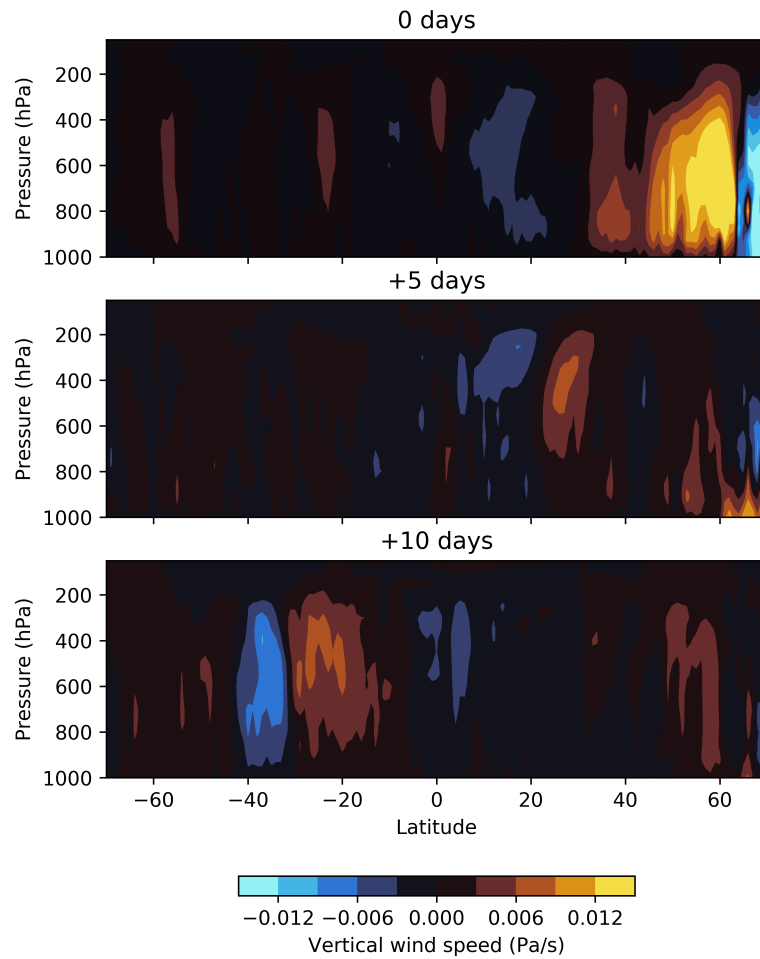 0 days
200
400
600
800
1000
Pressure (hPa)
+5 days
200
400
600
800
1000
Pressure (hPa)
+10 days
200
400
600
800
1000
Pressure (hPa)
−60 −40 −20 0 20 40 60
Latitude
−0.012 −0.006 0.000 0.006 0.012
Vertical wind speed (Pa/s)